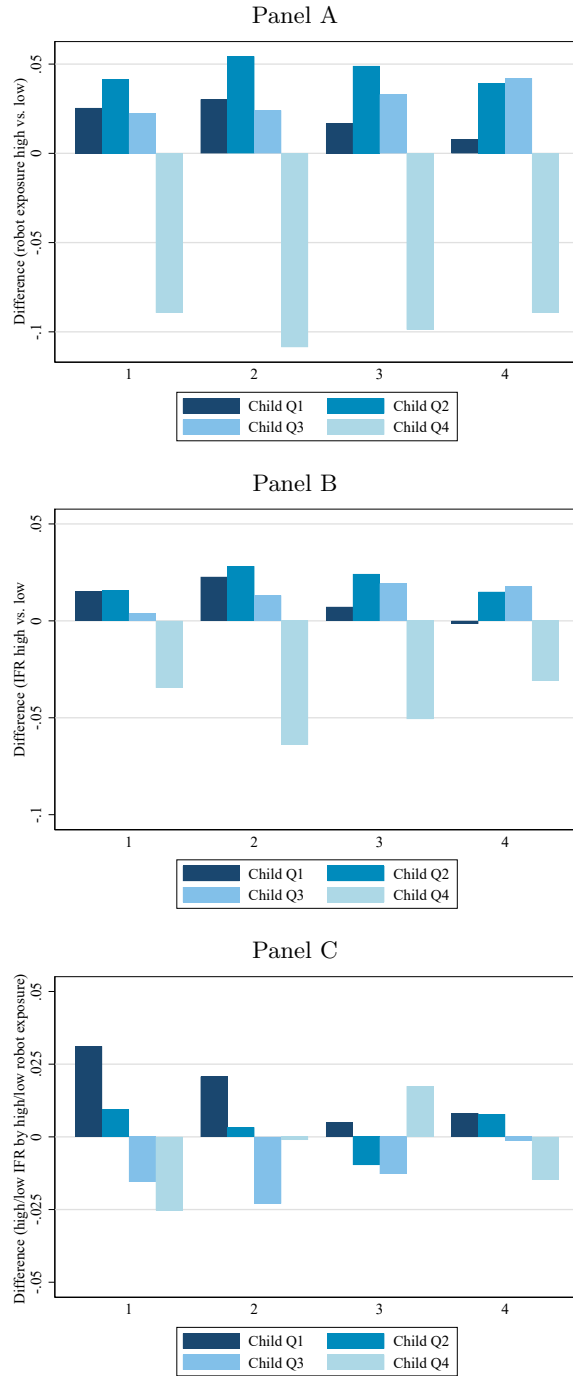 Panel A
Difference (robot exposure high vs. low)
.05
0
-.05
-.1
1 2 3 4
Child Q1 Child Q2
Child Q3 Child Q4
Panel B
Difference (IFR high vs. low
.05
0
-.05
-.1
1 2 3 4
Child Q1 Child Q2
Child Q3 Child Q4
Panel C
Difference (high/low IFR by high/low robot exposure)
.05
.025
0
-.025
-.05
1 2 3 4
Child Q1 Child Q2
Child Q3 Child Q4